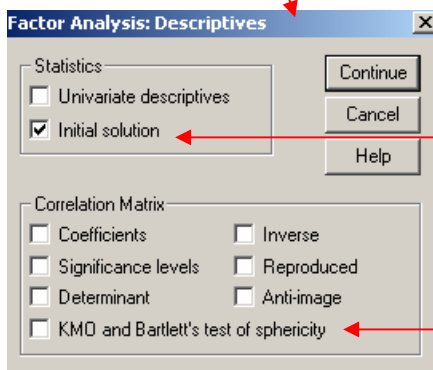 Factor Analysis: Descriptives
Statistics
Univariate descriptives
Initial solution
Continue
Cancel
Help
Correlation Matrix
Coefficients
Inverse
Significance levels
Reproduced
Determinant
Anti-image
KMO and Bartlett's test of sphericity